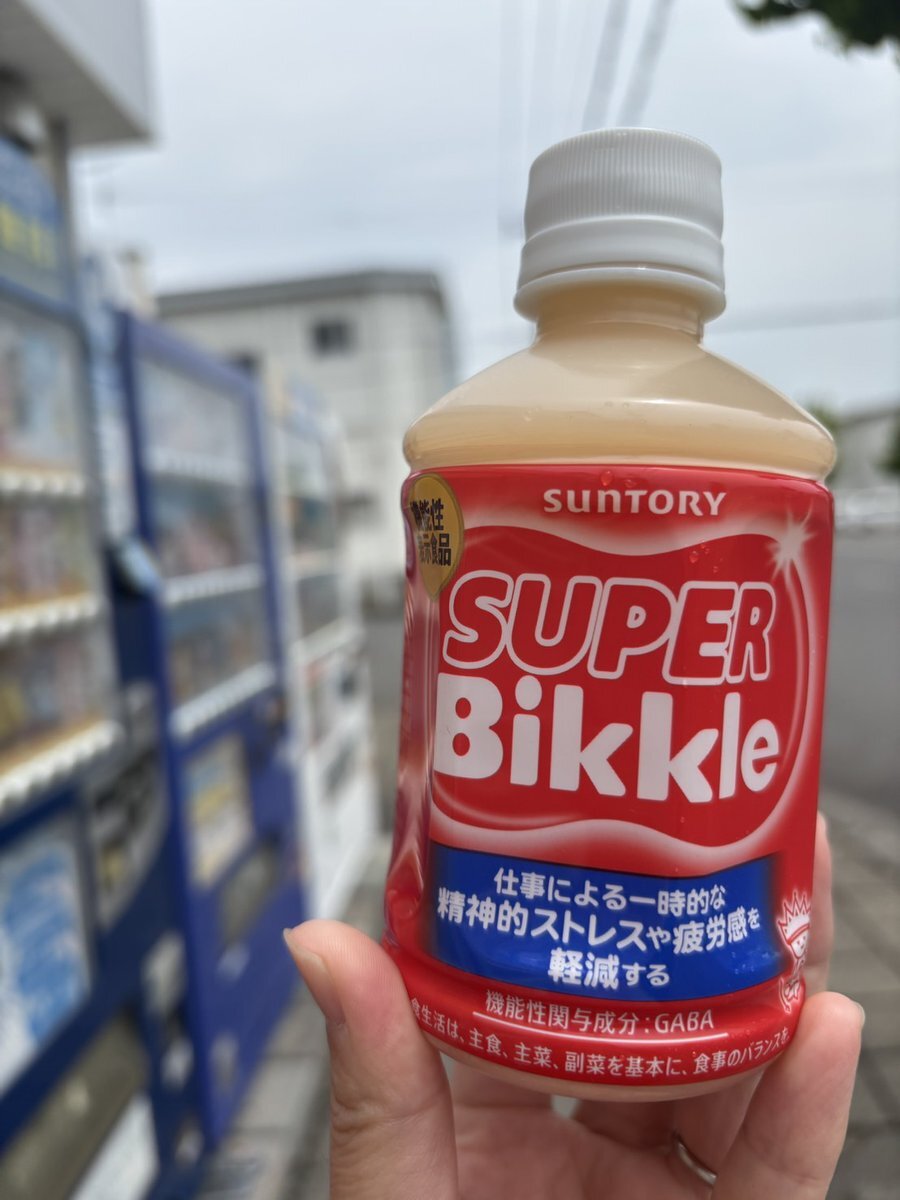 SUNTORY
機能性
表示食品
SUPER
Bikkle
仕事による一時的な
精神的ストレスや疲労感を
軽減する
機能性関与成分:GABA
食生活は、主食、主菜、副菜を基本に、食事のバランスを